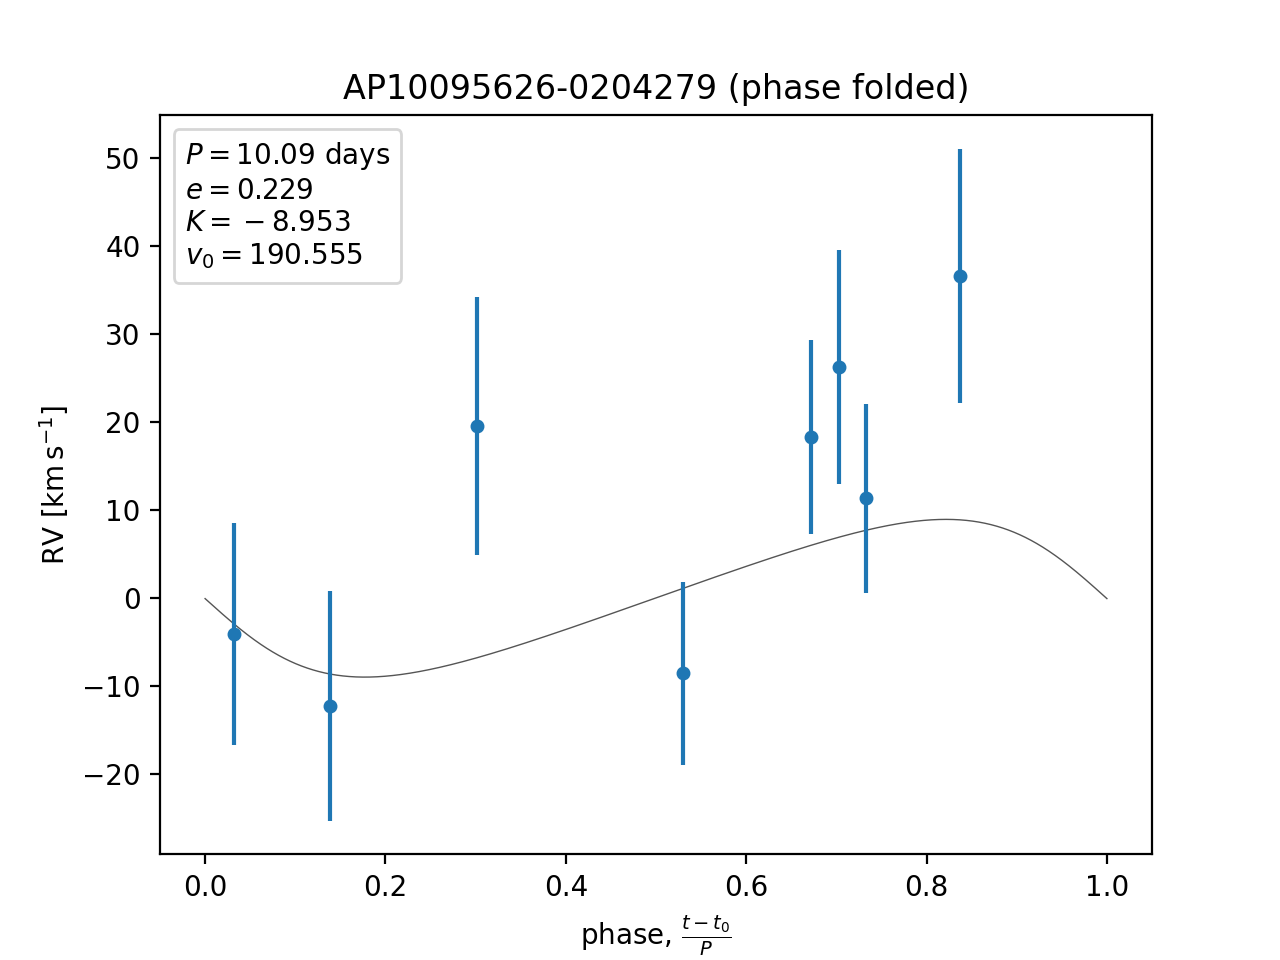 AP10095626-0204279 (phase folded)
P = 10.09 days
e = 0.229
K = −8.953
v₀ = 190.555
50
40
30
20
10
0
−10
−20
RV [km s⁻¹]
0.0 0.2 0.4 0.6 0.8 1.0
phase, (t − t₀)/P